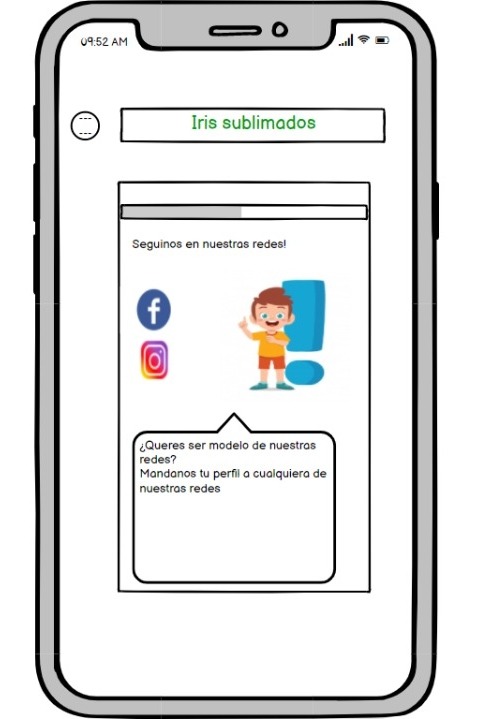 09:52 AM
Iris sublimados
Seguinos en nuestras redes!
¿Queres ser modelo de nuestras
redes?
Mandanos tu perfil a cualquiera de
nuestras redes